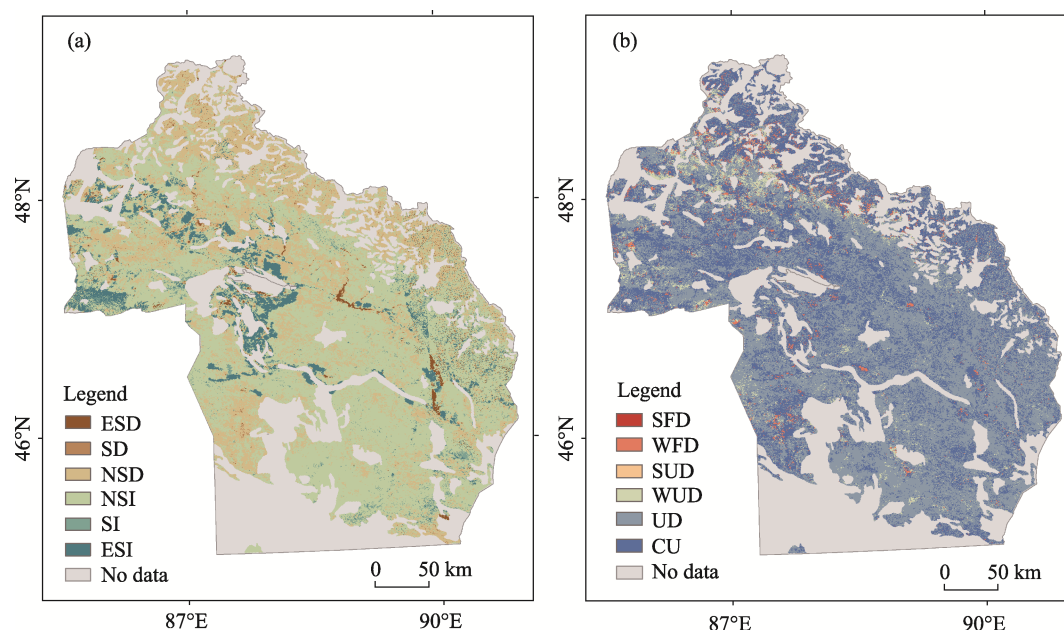 (a)
48°N
46°N
Legend
ESD
SD
NSD
NSI
SI
ESI
No data
0 50 km
87°E 90°E
(b)
48°N
46°N
Legend
SFD
WFD
SUD
WUD
UD
CU
No data
0 50 km
87°E 90°E